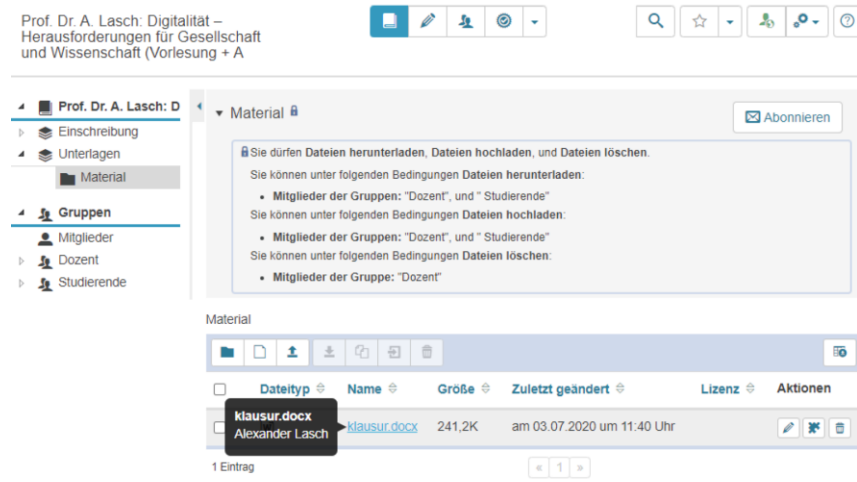 Prof. Dr. A. Lasch: Digitalität –
Herausforderungen für Gesellschaft
und Wissenschaft (Vorlesung + A
Prof. Dr. A. Lasch: D
Einschreibung
Unterlagen
Material
Gruppen
Mitglieder
Dozent
Studierende
Material
Abonnieren
Sie dürfen Dateien herunterladen, Dateien hochladen, und Dateien löschen.
Sie können unter folgenden Bedingungen Dateien herunterladen:
• Mitglieder der Gruppen: "Dozent", und " Studierende"
Sie können unter folgenden Bedingungen Dateien hochladen:
• Mitglieder der Gruppen: "Dozent", und " Studierende"
Sie können unter folgenden Bedingungen Dateien löschen:
• Mitglieder der Gruppe: "Dozent"
Material
Dateityp Name Größe Zuletzt geändert Lizenz Aktionen
klausur.docx
Alexander Lasch
klausur.docx 241,2K am 03.07.2020 um 11:40 Uhr
1 Eintrag « 1 »